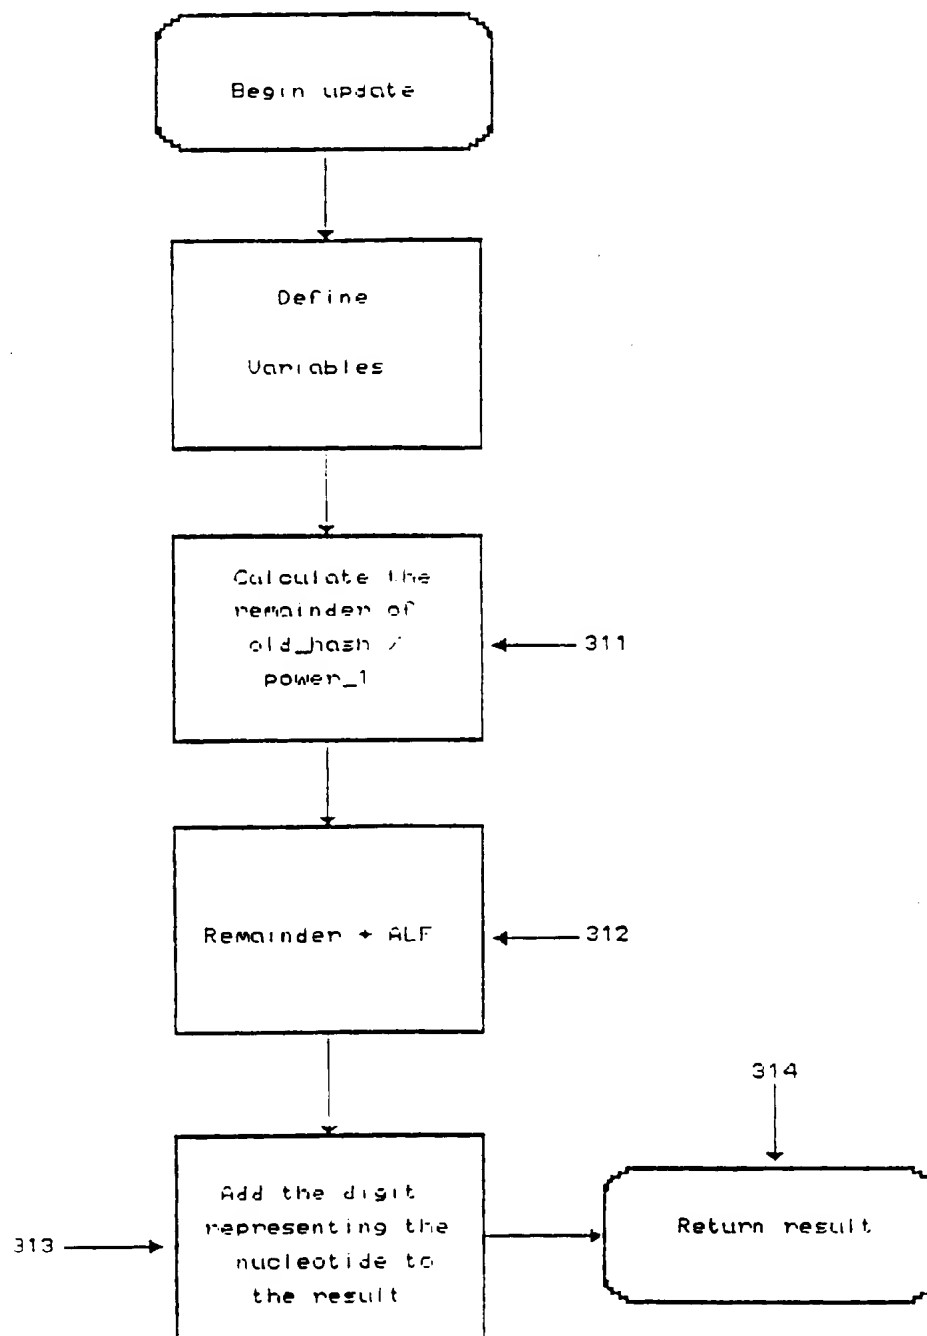 Begin update
Define
Variables
Calculate the
remainder of
old_hash /
power_1
311
Remainder * ALF
312
314
Add the digit
representing the
nucleotide to
the result
313
Return result